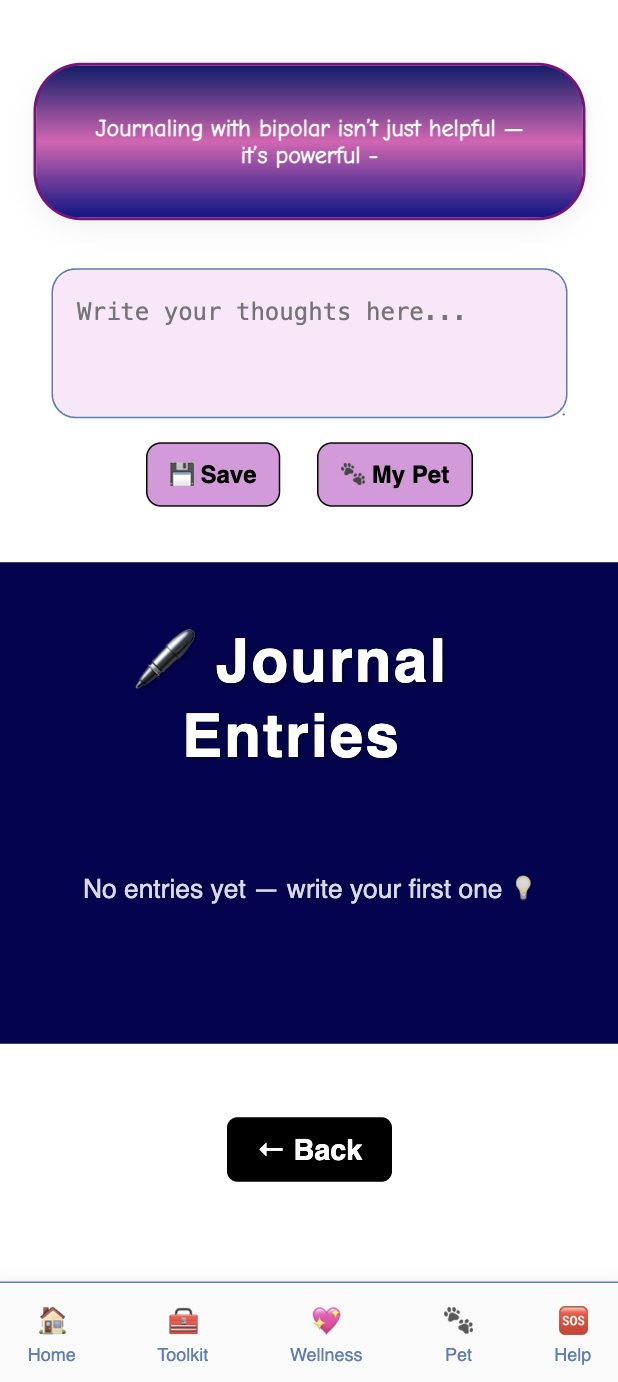 Journaling with bipolar isn't just helpful —
it's powerful -
Write your thoughts here...
💾 Save
🐾 My Pet
🖋️ Journal
Entries
No entries yet — write your first one 💡
← Back
Home
Toolkit
Wellness
Pet
SOS
Help